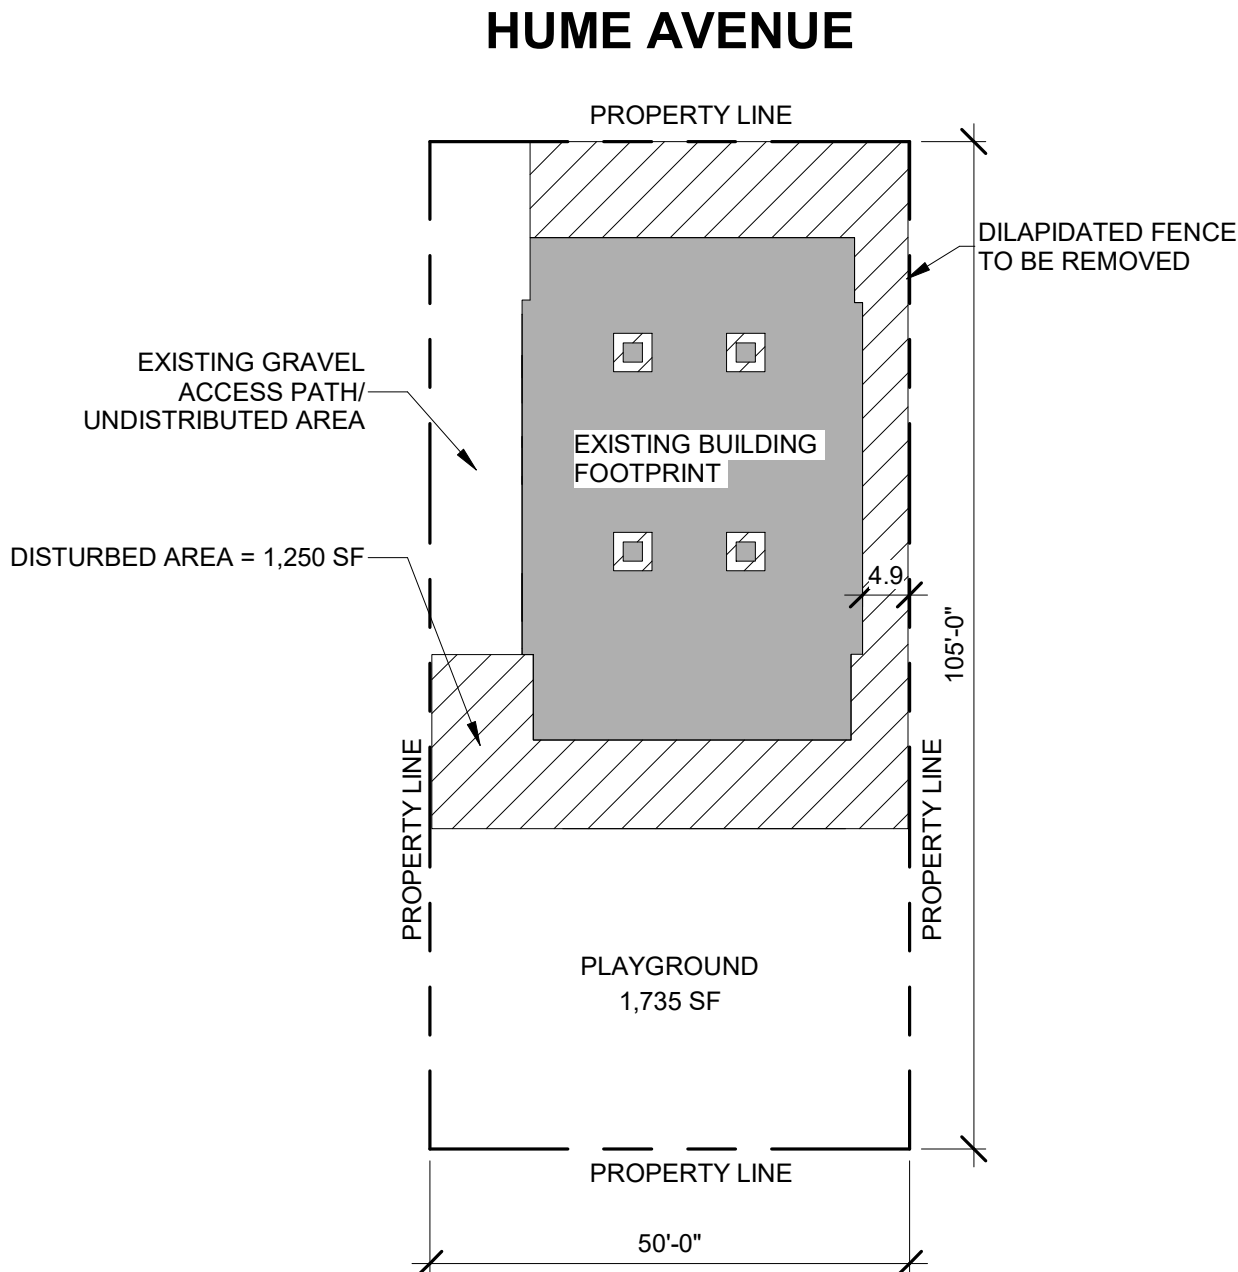 HUME AVENUE
PROPERTY LINE
DILAPIDATED FENCE
TO BE REMOVED
EXISTING GRAVEL
ACCESS PATH/
UNDISTRIBUTED AREA
EXISTING BUILDING
FOOTPRINT
DISTURBED AREA = 1,250 SF
4.9
105'-0"
PROPERTY LINE
PROPERTY LINE
PLAYGROUND
1,735 SF
PROPERTY LINE
50'-0"